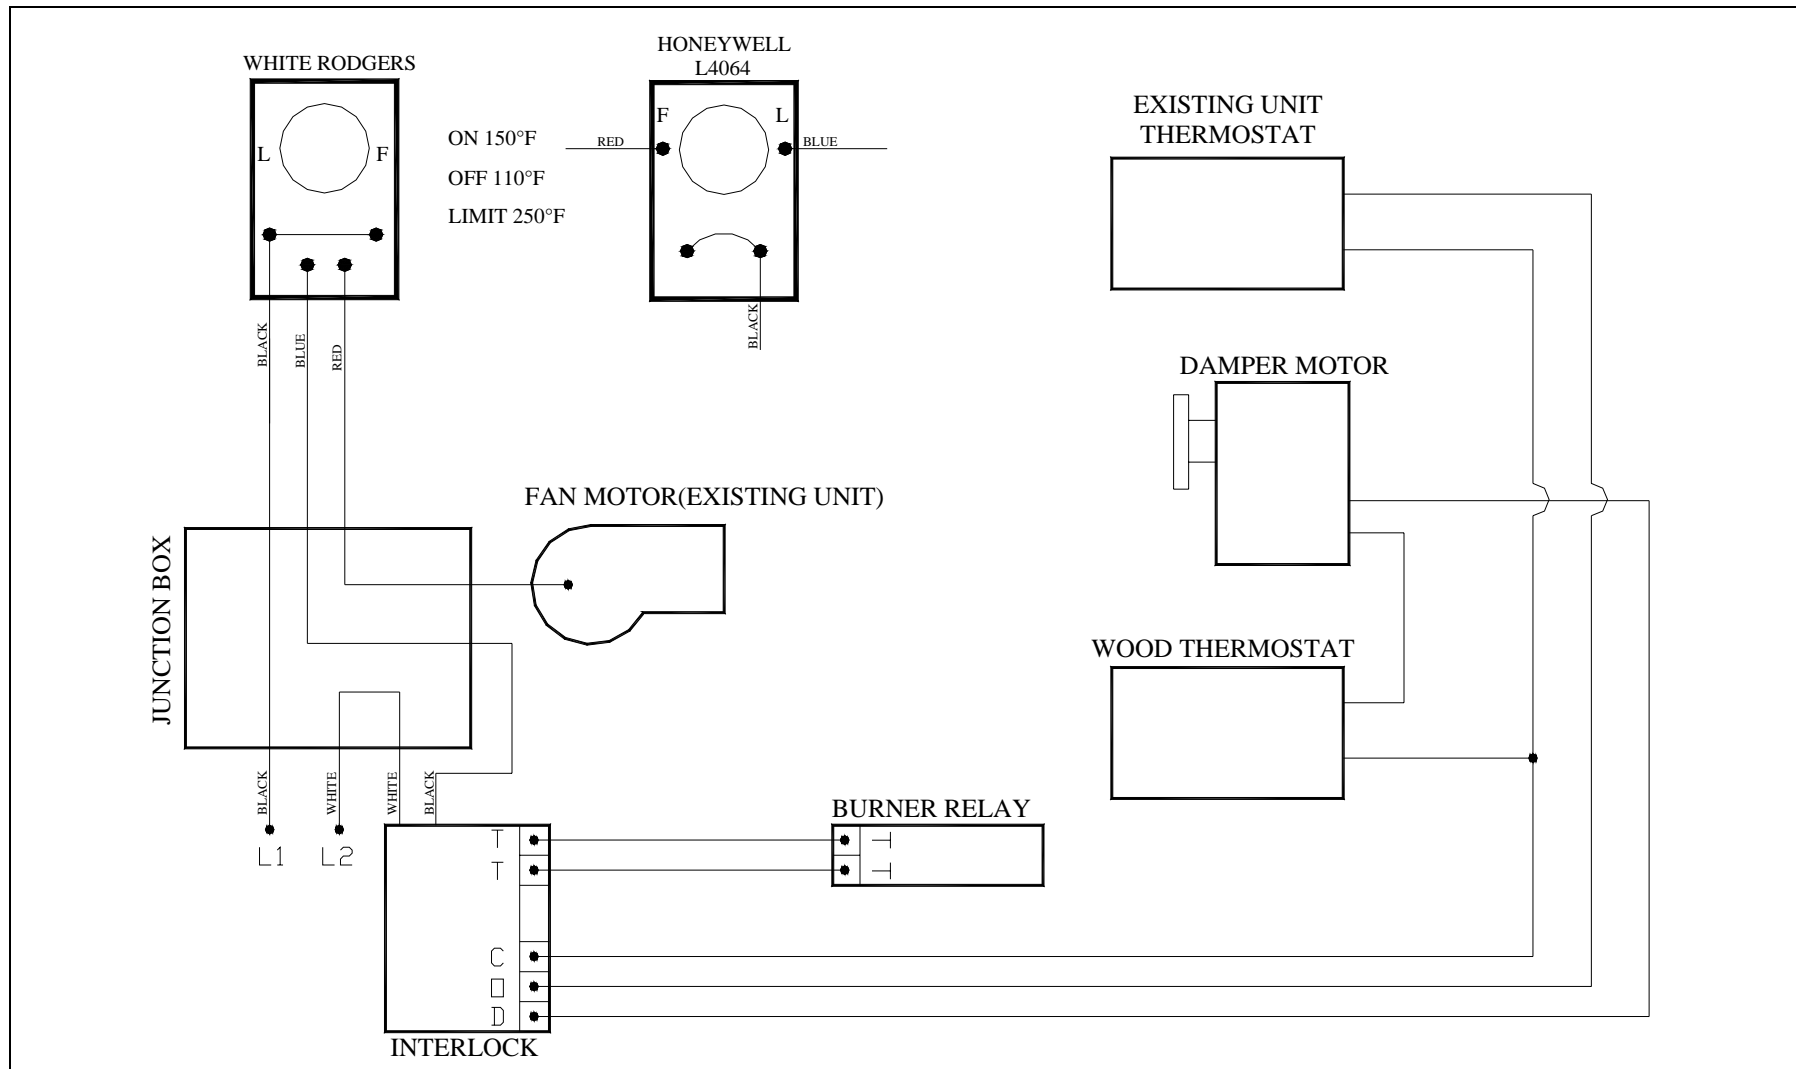 WHITE RODGERS
L
F
BLACK
BLUE
RED
ON 150°F
OFF 110°F
LIMIT 250°F
HONEYWELL
L4064
F
L
RED
BLUE
BLACK
EXISTING UNIT
THERMOSTAT
DAMPER MOTOR
FAN MOTOR(EXISTING UNIT)
JUNCTION BOX
WOOD THERMOSTAT
BLACK
WHITE
WHITE
BLACK
L1
L2
BURNER RELAY
T
T
T
T
C
O
D
INTERLOCK